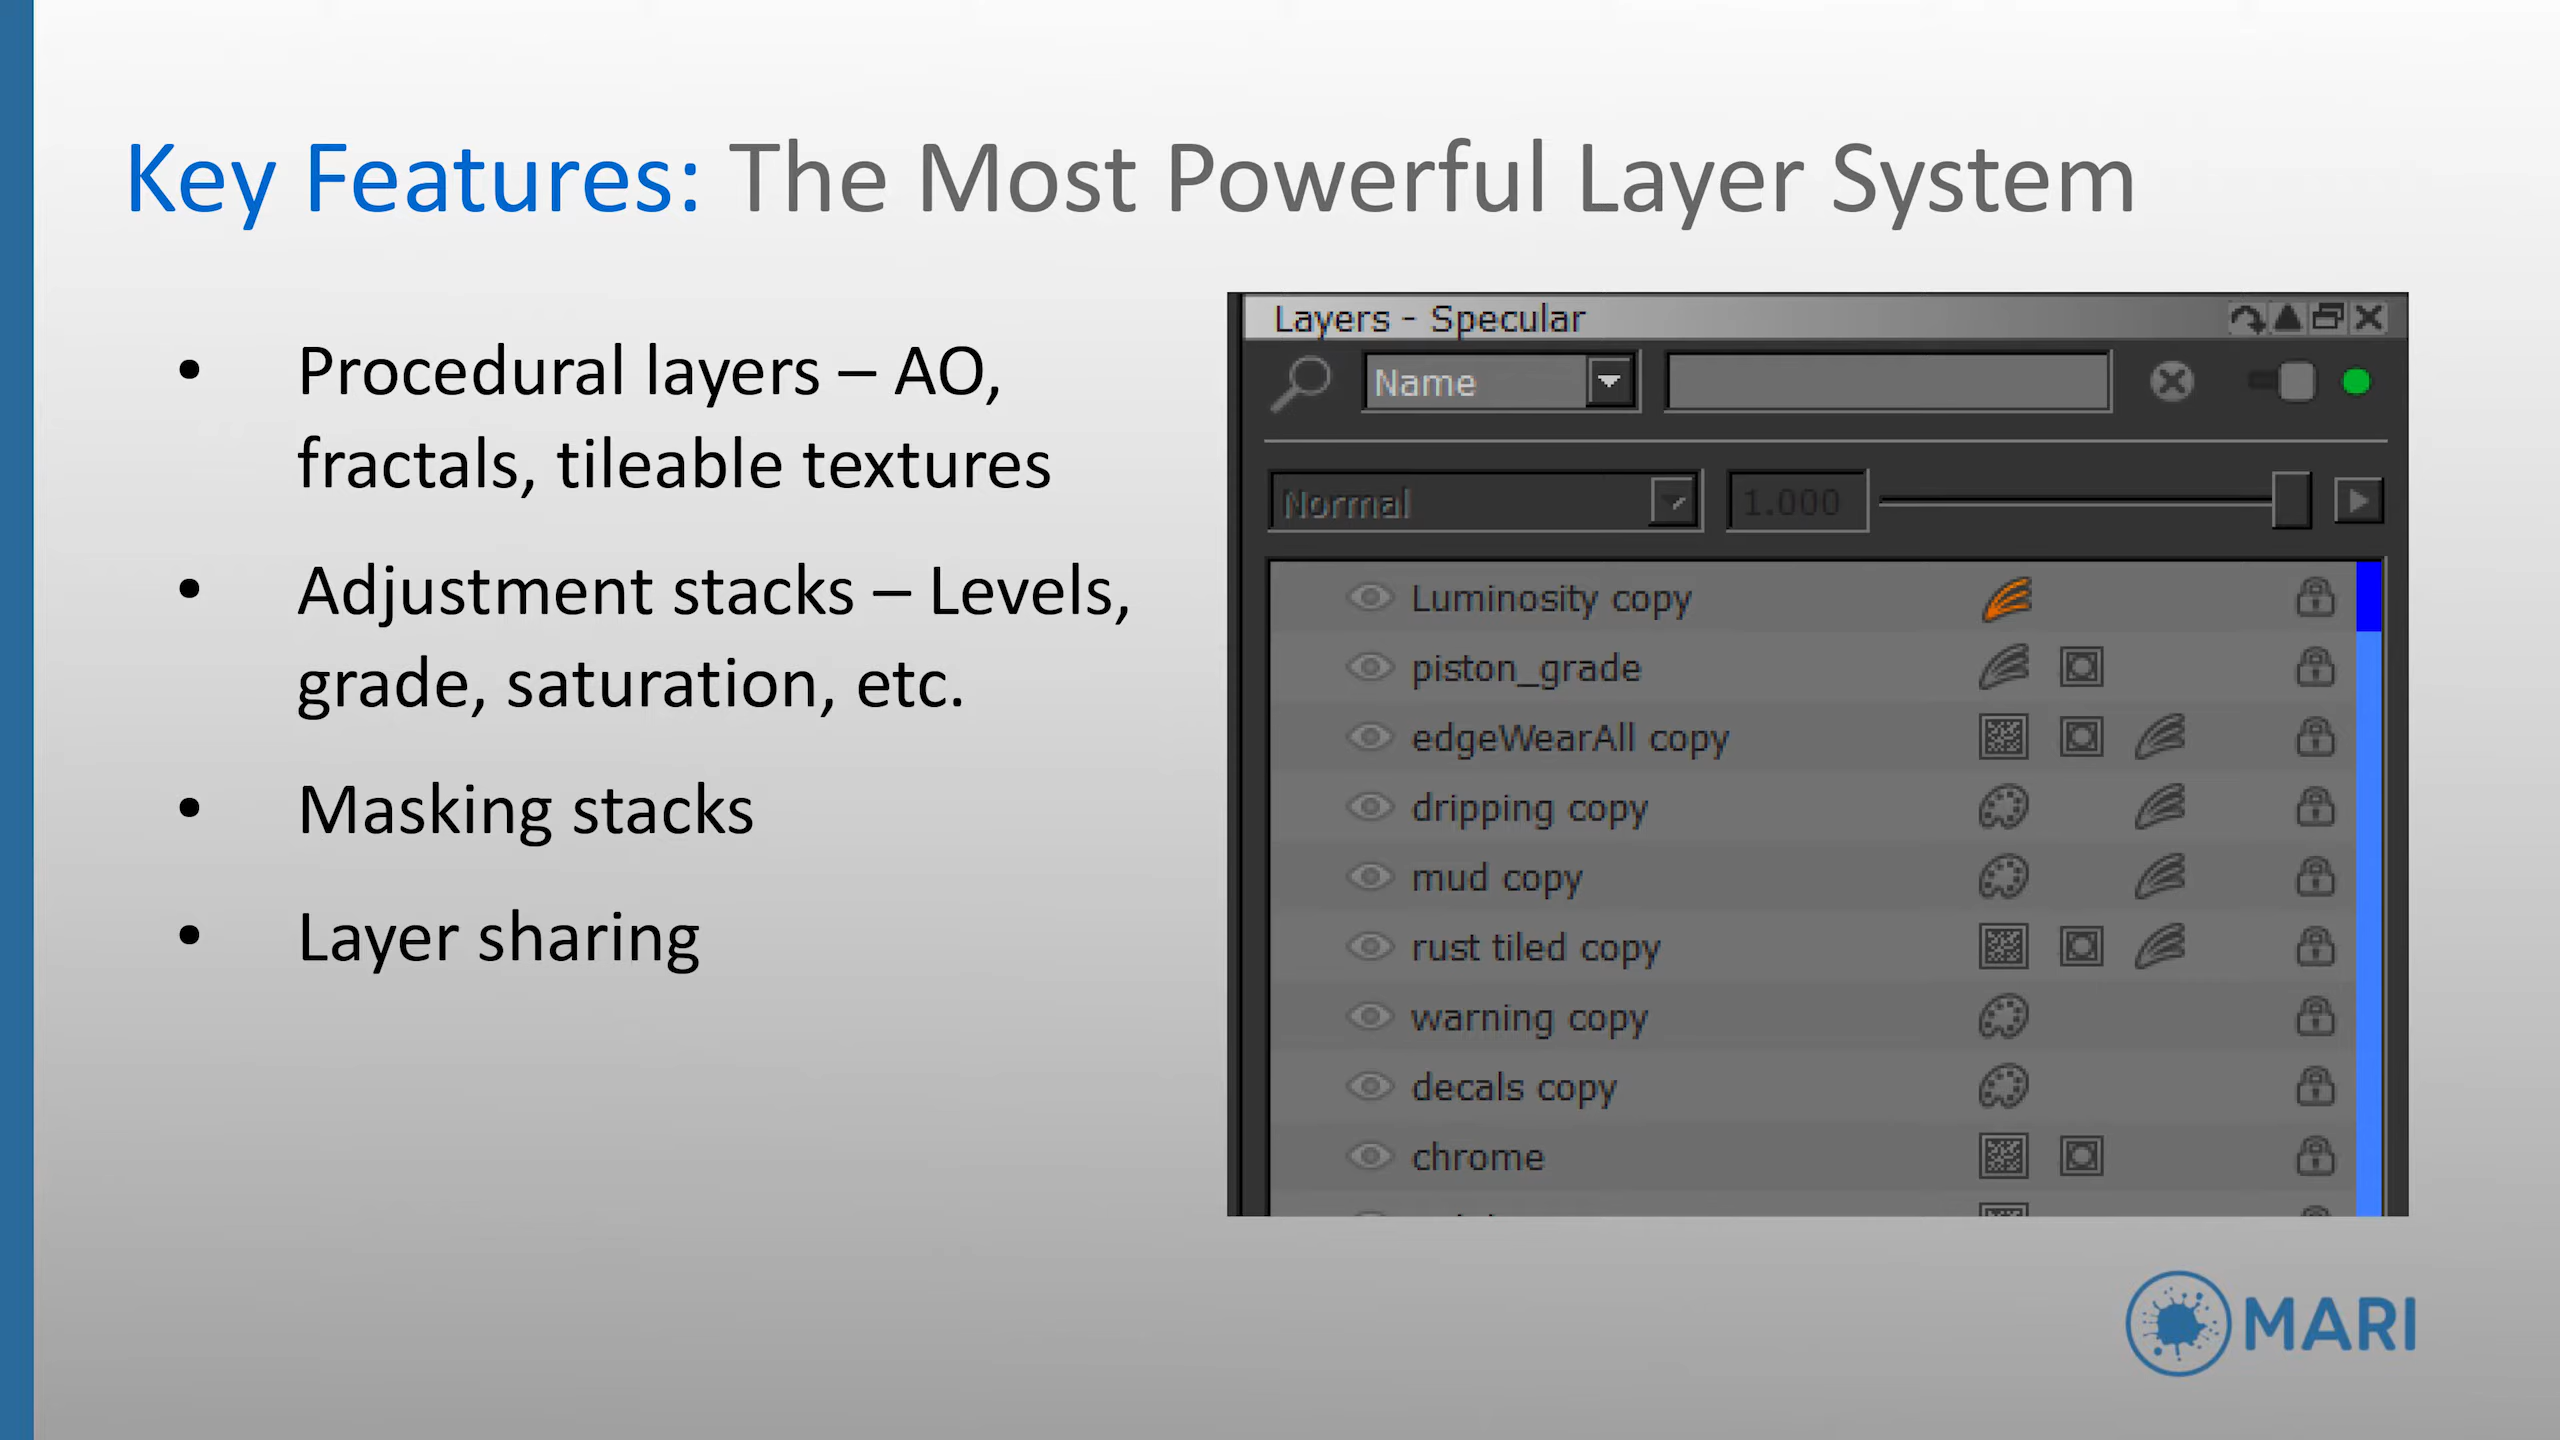 Key Features: The Most Powerful Layer System
• Procedural layers – AO,
fractals, tileable textures
• Adjustment stacks – Levels,
grade, saturation, etc.
• Masking stacks
• Layer sharing
Layers - Specular
Name
Normal 1.000
Luminosity copy
piston_grade
edgeWearAll copy
dripping copy
mud copy
rust tiled copy
warning copy
decals copy
chrome
MARI